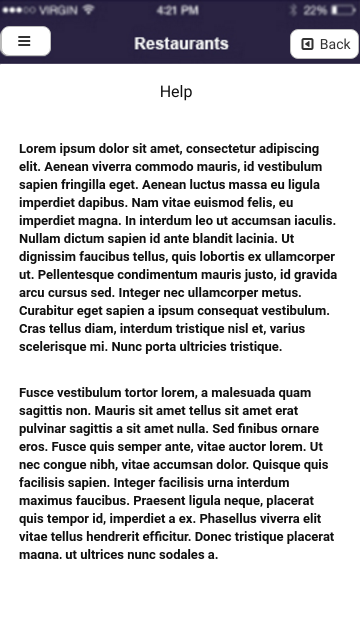 VIRGIN 4:21 PM 22%
Restaurants
Back
Help
Lorem ipsum dolor sit amet, consectetur adipiscing
elit. Aenean viverra commodo mauris, id vestibulum
sapien fringilla eget. Aenean luctus massa eu ligula
imperdiet dapibus. Nam vitae euismod felis, eu
imperdiet magna. In interdum leo ut accumsan iaculis.
Nullam dictum sapien id ante blandit lacinia. Ut
dignissim faucibus tellus, quis lobortis ex ullamcorper
ut. Pellentesque condimentum mauris justo, id gravida
arcu cursus sed. Integer nec ullamcorper metus.
Curabitur eget sapien a ipsum consequat vestibulum.
Cras tellus diam, interdum tristique nisl et, varius
scelerisque mi. Nunc porta ultricies tristique.
Fusce vestibulum tortor lorem, a malesuada quam
sagittis non. Mauris sit amet tellus sit amet erat
pulvinar sagittis a sit amet nulla. Sed finibus ornare
eros. Fusce quis semper ante, vitae auctor lorem. Ut
nec congue nibh, vitae accumsan dolor. Quisque quis
facilisis sapien. Integer facilisis urna interdum
maximus faucibus. Praesent ligula neque, placerat
quis tempor id, imperdiet a ex. Phasellus viverra elit
vitae tellus hendrerit efficitur. Donec tristique placerat
magna, ut ultrices nunc sodales a.